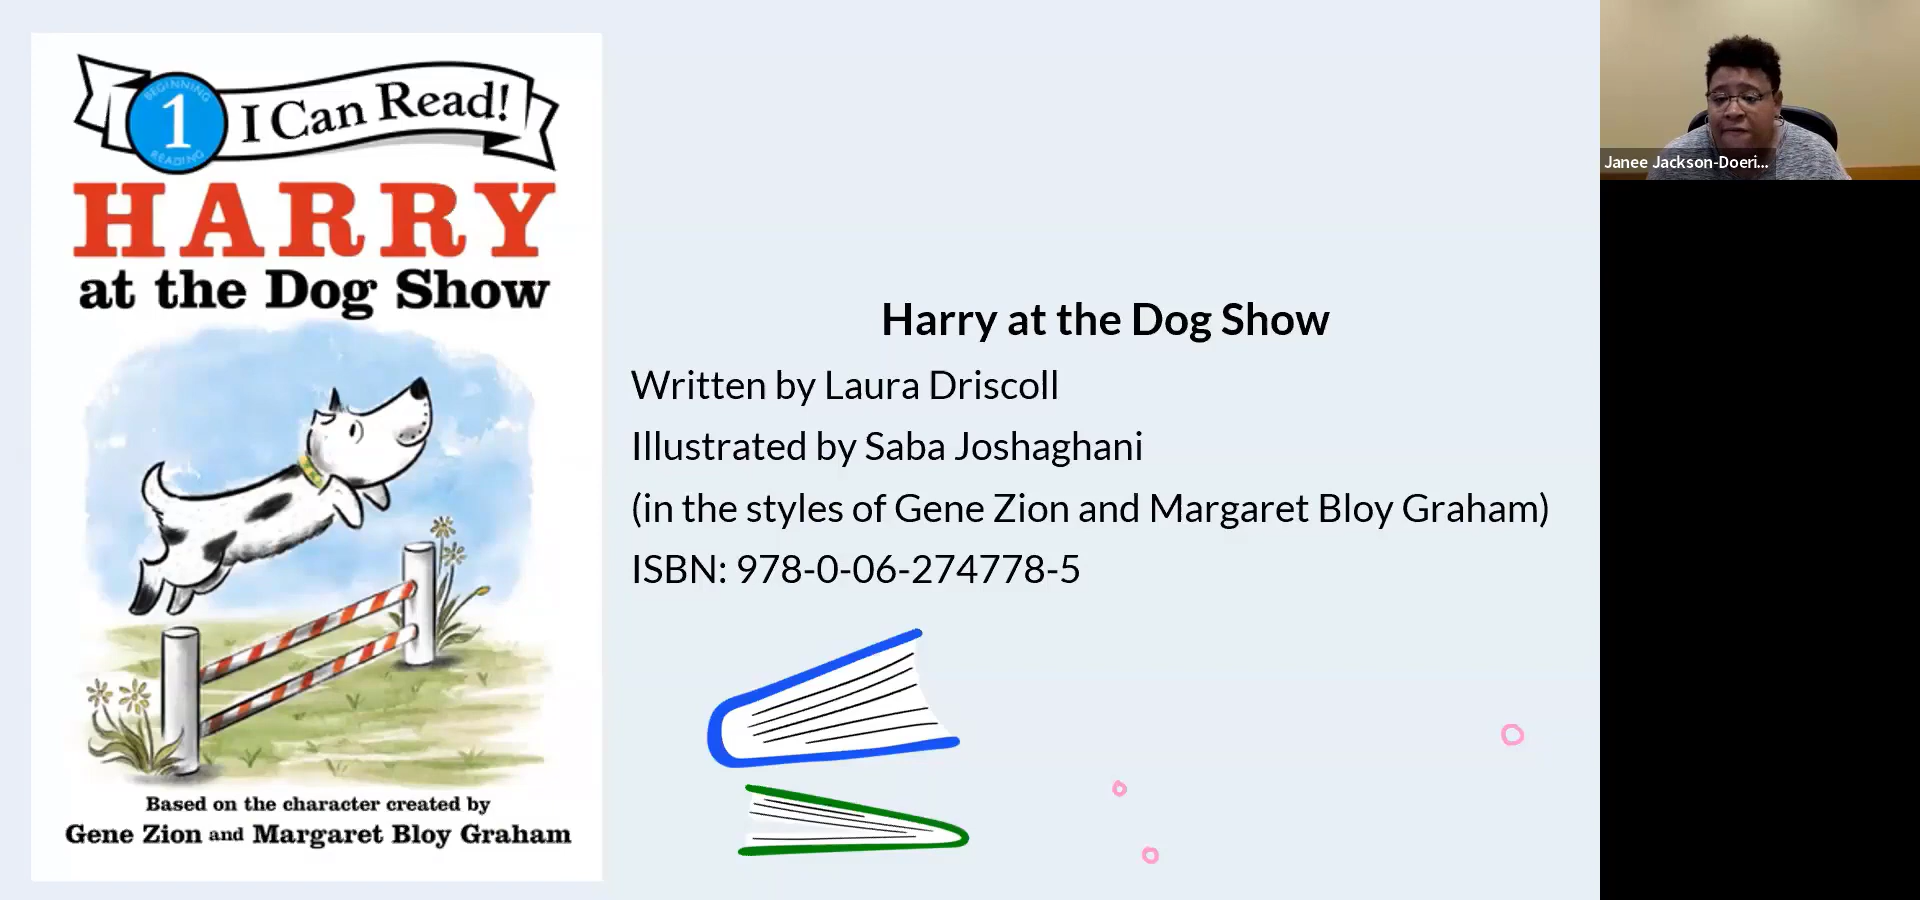 BEGINNING
1
READING
I Can Read!
HARRY
at the Dog Show
Based on the character created by
Gene Zion and Margaret Bloy Graham
Harry at the Dog Show
Written by Laura Driscoll
Illustrated by Saba Joshaghani
(in the styles of Gene Zion and Margaret Bloy Graham)
ISBN: 978-0-06-274778-5
Janee Jackson-Doeri...